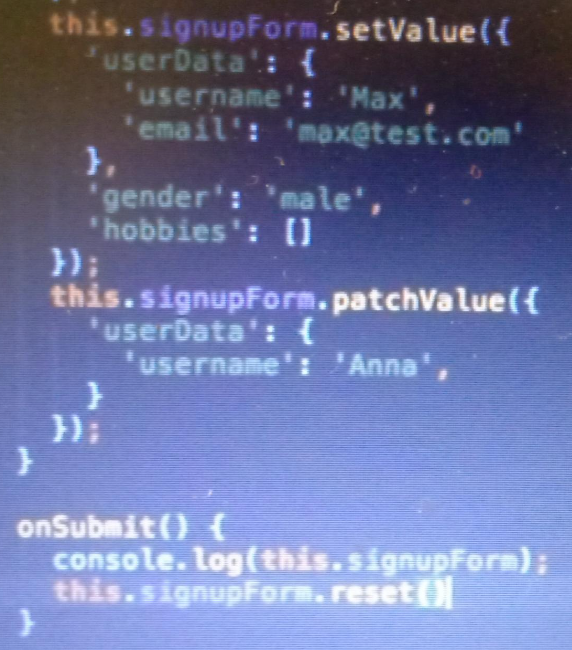 this.signupForm.setValue({
'userData': {
'username': 'Max',
'email': 'max@test.com'
},
'gender': 'male',
'hobbies': []
});
this.signupForm.patchValue({
'userData': {
'username': 'Anna',
}
});
}
onSubmit() {
console.log(this.signupForm);
this.signupForm.reset()
}